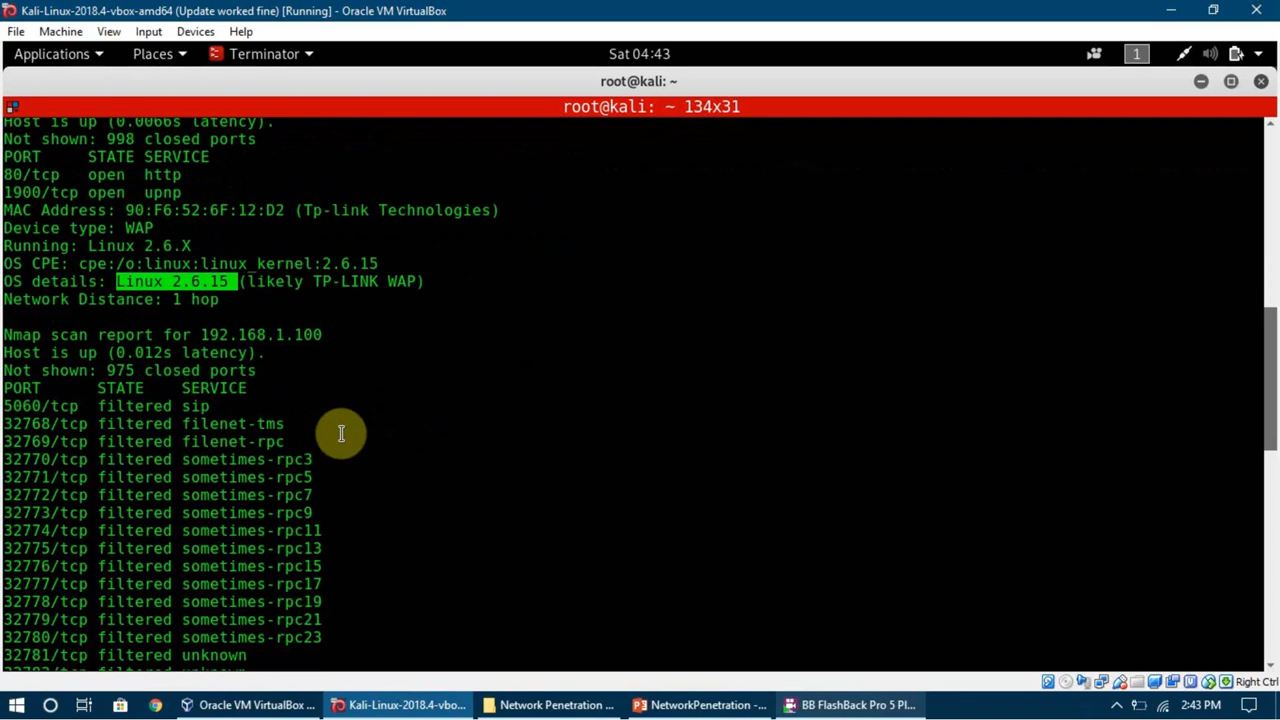 Kali-Linux-2018.4-vbox-amd64 (Update worked fine) [Running] - Oracle VM VirtualBox
File Machine View Input Devices Help
Applications Places Terminator Sat 04:43 1
root@kali: ~
root@kali: ~ 134x31
Host is up (0.0066s latency).
Not shown: 998 closed ports
PORT STATE SERVICE
80/tcp open http
1900/tcp open upnp
MAC Address: 90:F6:52:6F:12:D2 (Tp-link Technologies)
Device type: WAP
Running: Linux 2.6.X
OS CPE: cpe:/o:linux:linux_kernel:2.6.15
OS details: Linux 2.6.15 (likely TP-LINK WAP)
Network Distance: 1 hop
Nmap scan report for 192.168.1.100
Host is up (0.012s latency).
Not shown: 975 closed ports
PORT STATE SERVICE
5060/tcp filtered sip
32768/tcp filtered filenet-tms
32769/tcp filtered filenet-rpc
32770/tcp filtered sometimes-rpc3
32771/tcp filtered sometimes-rpc5
32772/tcp filtered sometimes-rpc7
32773/tcp filtered sometimes-rpc9
32774/tcp filtered sometimes-rpc11
32775/tcp filtered sometimes-rpc13
32776/tcp filtered sometimes-rpc15
32777/tcp filtered sometimes-rpc17
32778/tcp filtered sometimes-rpc19
32779/tcp filtered sometimes-rpc21
32780/tcp filtered sometimes-rpc23
32781/tcp filtered unknown
Right Ctrl
Oracle VM VirtualBox ... Kali-Linux-2018.4-vbo... Network Penetration ... NetworkPenetration -... BB FlashBack Pro 5 Pl... 2:43 PM